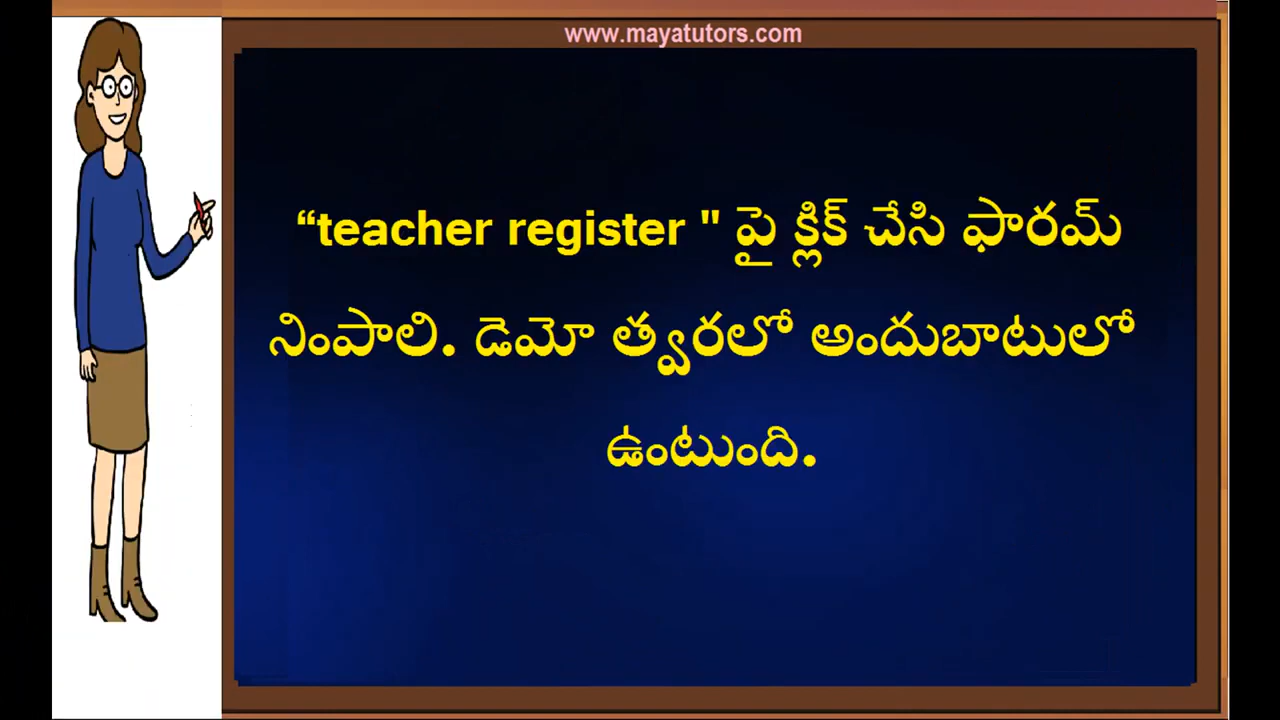 www.mayatutors.com
“teacher register " పై క్లిక్ చేసి ఫారమ్
నింపాలి. డెమో త్వరలో అందుబాటులో
ఉంటుంది.